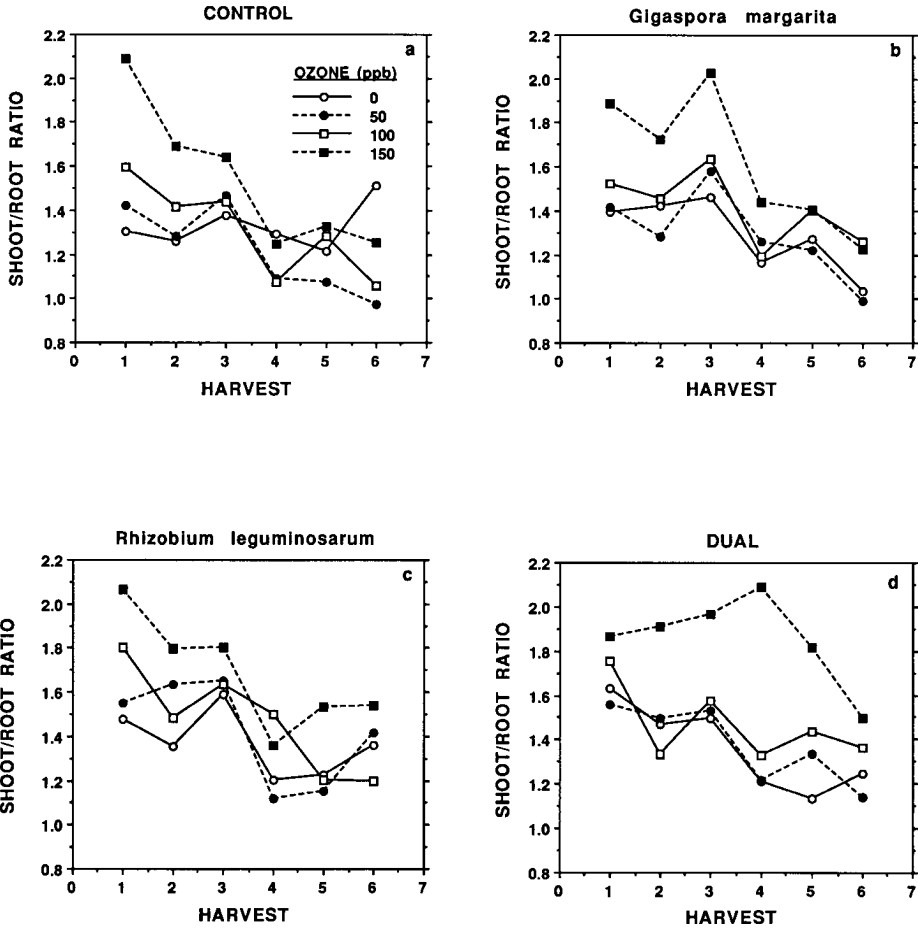 CONTROL
a
OZONE (ppb)
0
50
100
150
2.2
2.0
1.8
1.6
1.4
1.2
1.0
0.8
SHOOT/ROOT RATIO
0 1 2 3 4 5 6 7
HARVEST
Gigaspora margarita
b
2.2
2.0
1.8
1.6
1.4
1.2
1.0
0.8
SHOOT/ROOT RATIO
0 1 2 3 4 5 6 7
HARVEST
Rhizobium leguminosarum
c
2.2
2.0
1.8
1.6
1.4
1.2
1.0
0.8
SHOOT/ROOT RATIO
0 1 2 3 4 5 6 7
HARVEST
DUAL
d
2.2
2.0
1.8
1.6
1.4
1.2
1.0
0.8
SHOOT/ROOT RATIO
0 1 2 3 4 5 6 7
HARVEST